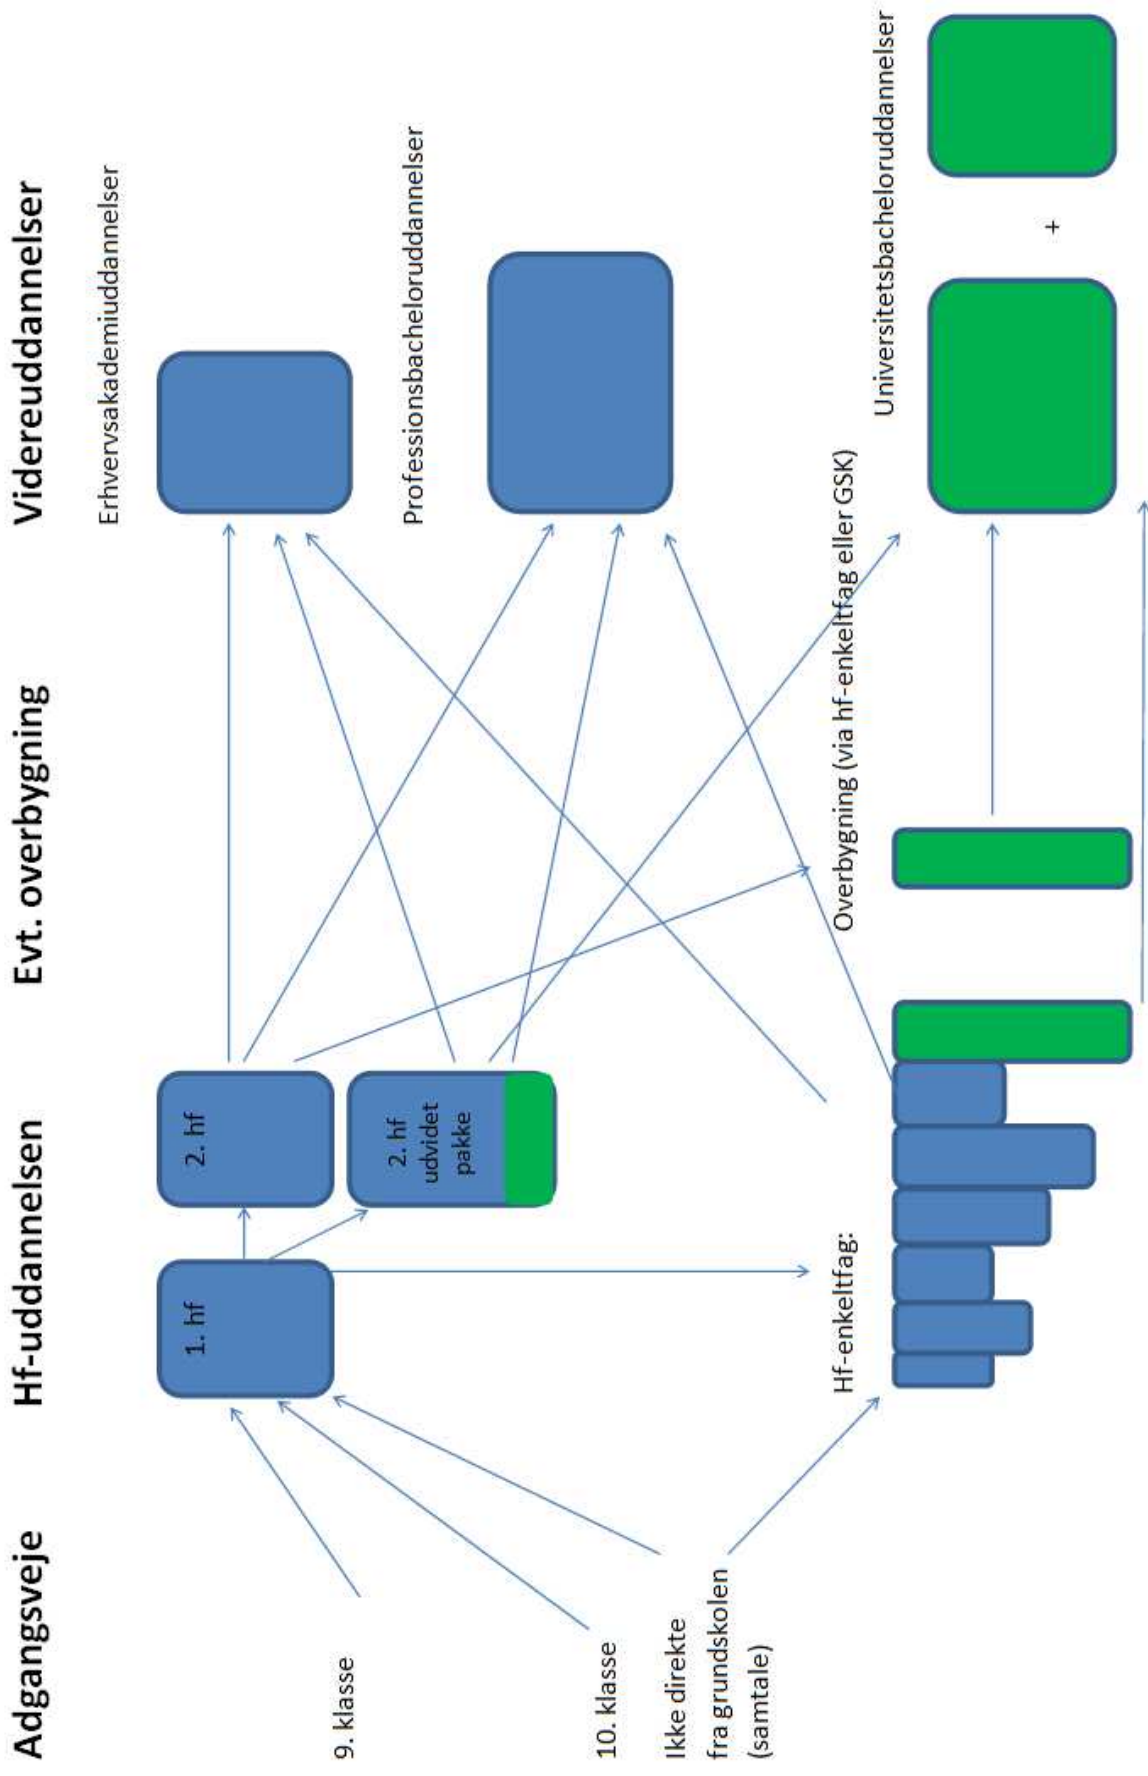 Adgangsveje
Hf-uddannelsen
Evt. overbygning
Videreuddannelser
Erhvervsakademiuddannelser
1. hf
2. hf
9. klasse
2. hf
udvidet
pakke
Professionsbacheloruddannelser
10. klasse
Ikke direkte
fra grundskolen
(samtale)
Hf-enkeltfag:
Overbygning (via hf-enkeltfag eller GSK)
Universitetsbacheloruddannelser
+